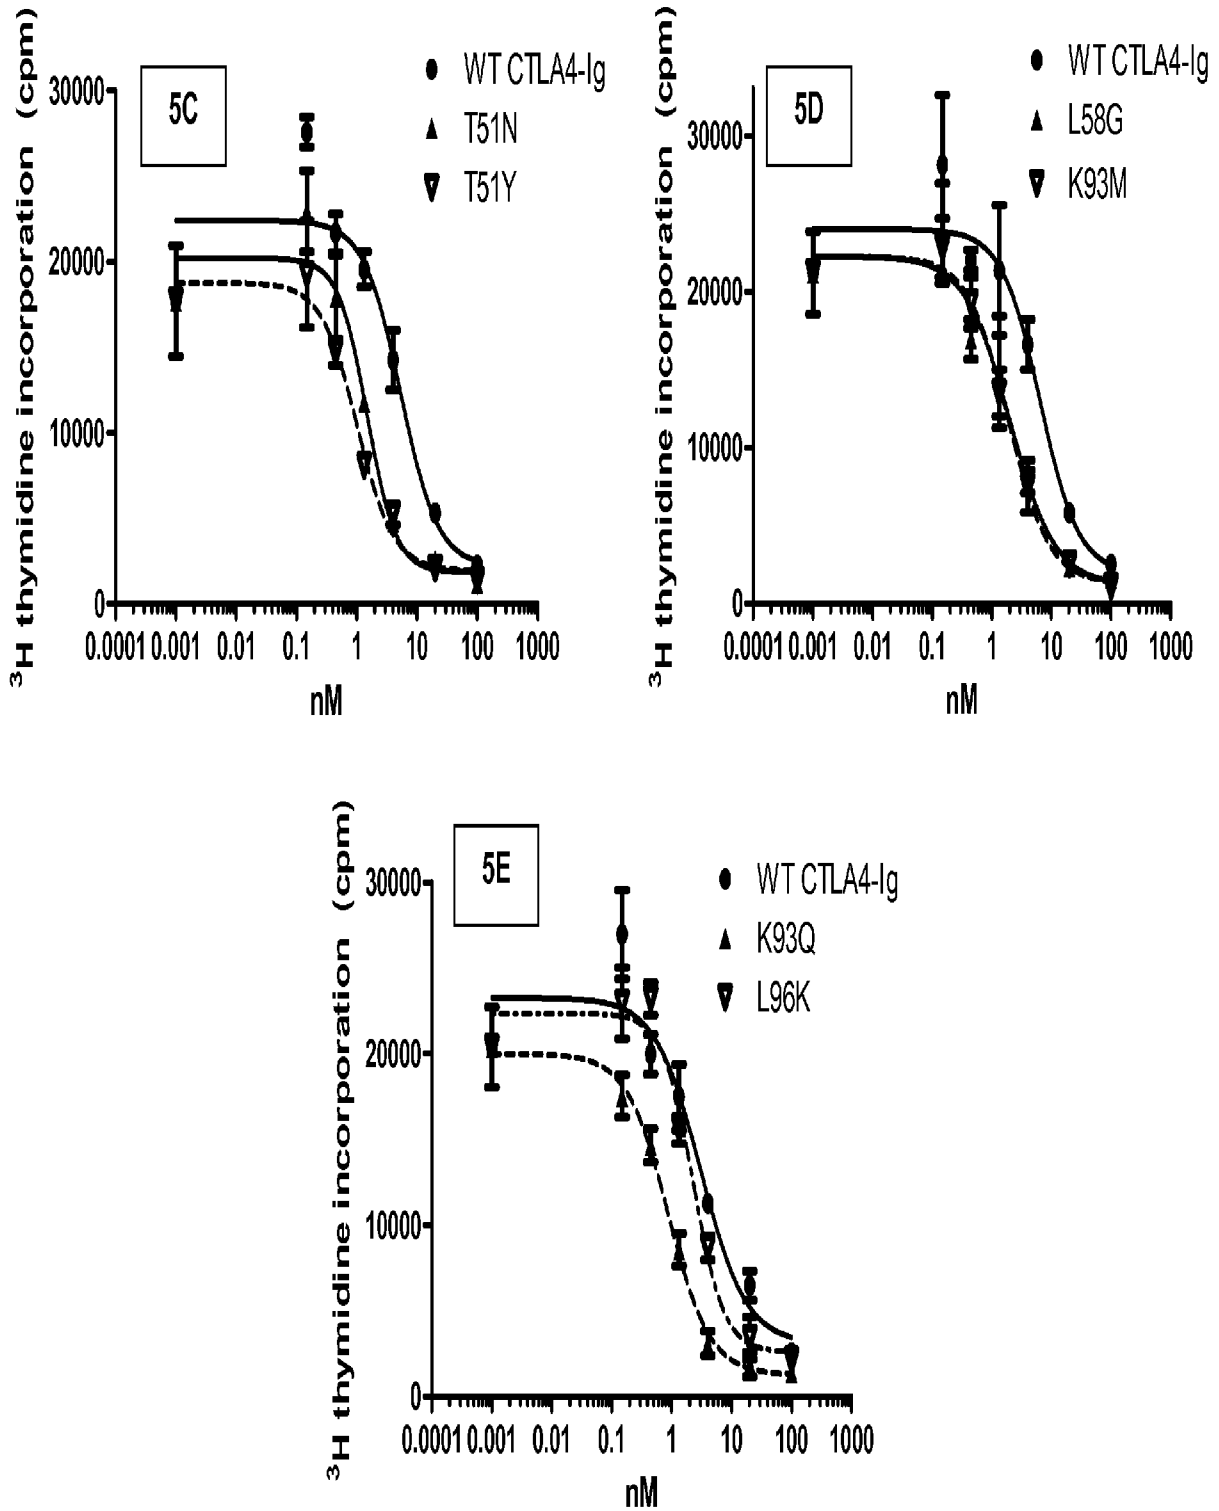 5C
WT CTLA4-Ig
T51N
T51Y
³H thymidine incorporation (cpm)
30000
20000
10000
0
0.0001 0.001 0.01 0.1 1 10 100 1000
nM
5D
WT CTLA4-Ig
L58G
K93M
³H thymidine incorporation (cpm)
30000
20000
10000
0
0.0001 0.001 0.01 0.1 1 10 100 1000
nM
5E
WT CTLA4-Ig
K93Q
L96K
³H thymidine incorporation (cpm)
30000
20000
10000
0
0.0001 0.001 0.01 0.1 1 10 100 1000
nM